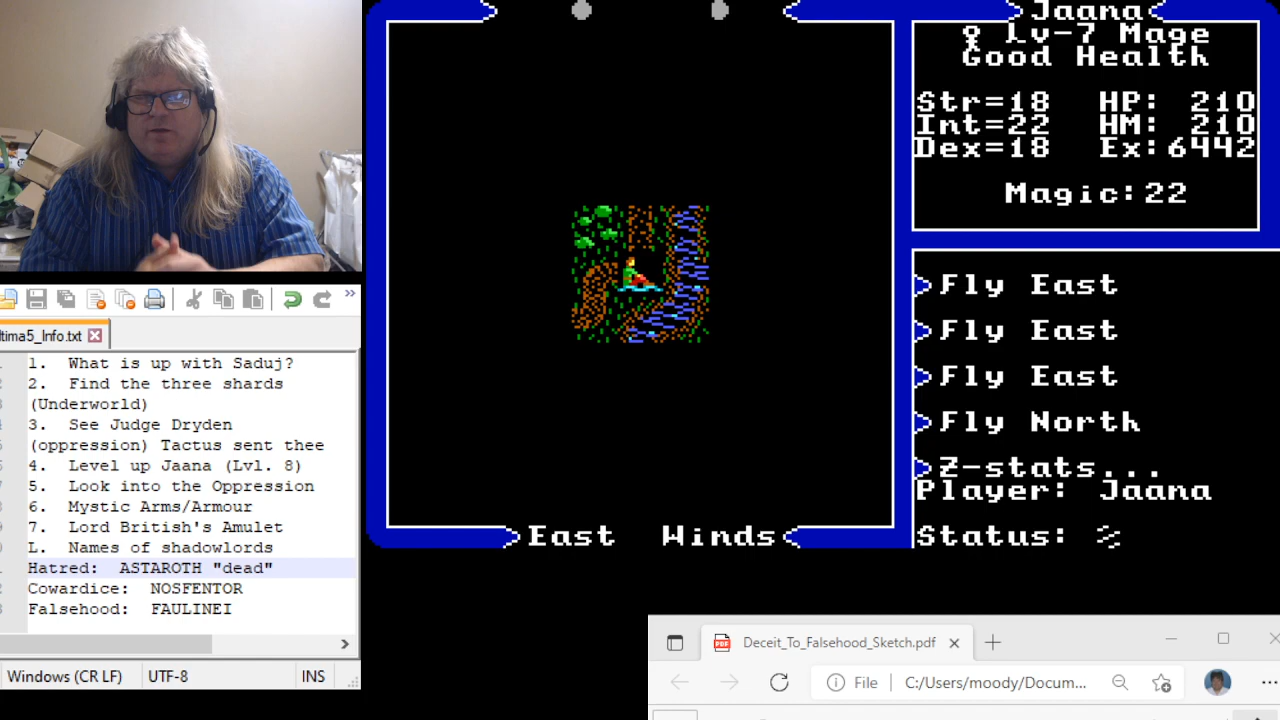 Jaana
Lv-7 Mage
Good Health
Str=18 HP: 210
Int=22 HM: 210
Dex=18 Ex:6442
Magic:22
Fly East
Fly East
Fly East
Fly North
Z-stats...
Player: Jaana
Status:
East Winds
ltima5_Info.txt
1. What is up with Saduj?
2. Find the three shards
(Underworld)
3. See Judge Dryden
(oppression) Tactus sent thee
4. Level up Jaana (Lvl. 8)
5. Look into the Oppression
6. Mystic Arms/Armour
7. Lord British's Amulet
L. Names of shadowlords
Hatred: ASTAROTH "dead"
Cowardice: NOSFENTOR
Falsehood: FAULINEI
Windows (CR LF) UTF-8 INS
Deceit_To_Falsehood_Sketch.pdf
File C:/Users/moody/Docum...